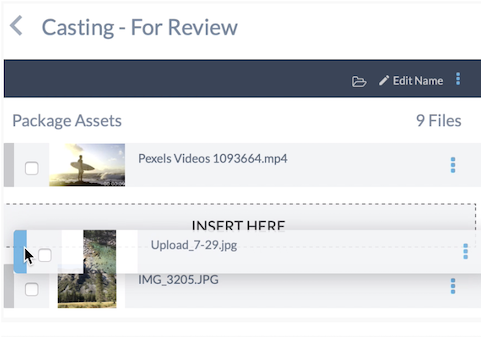 Casting - For Review
Edit Name
Package Assets
9 Files
Pexels Videos 1093664.mp4
INSERT HERE
Upload_7-29.jpg
IMG_3205.JPG